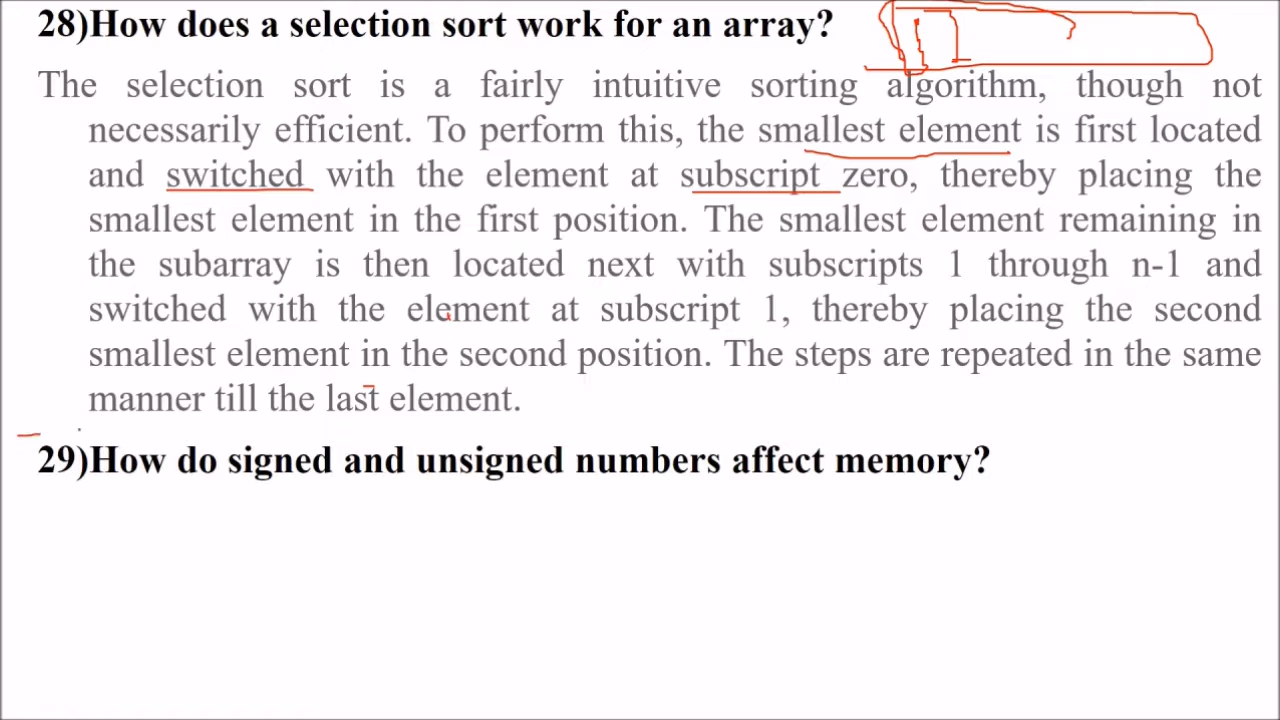 28)How does a selection sort work for an array?
The selection sort is a fairly intuitive sorting algorithm, though not
necessarily efficient. To perform this, the smallest element is first located
and switched with the element at subscript zero, thereby placing the
smallest element in the first position. The smallest element remaining in
the subarray is then located next with subscripts 1 through n-1 and
switched with the element at subscript 1, thereby placing the second
smallest element in the second position. The steps are repeated in the same
manner till the last element.
29)How do signed and unsigned numbers affect memory?